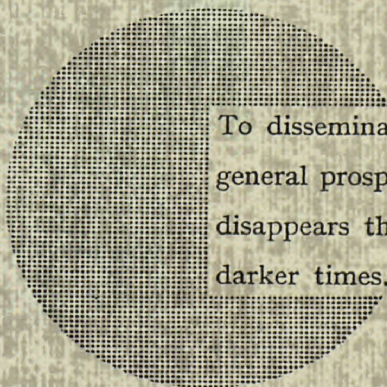 To dissemina
general prosp
disappears th
darker times.